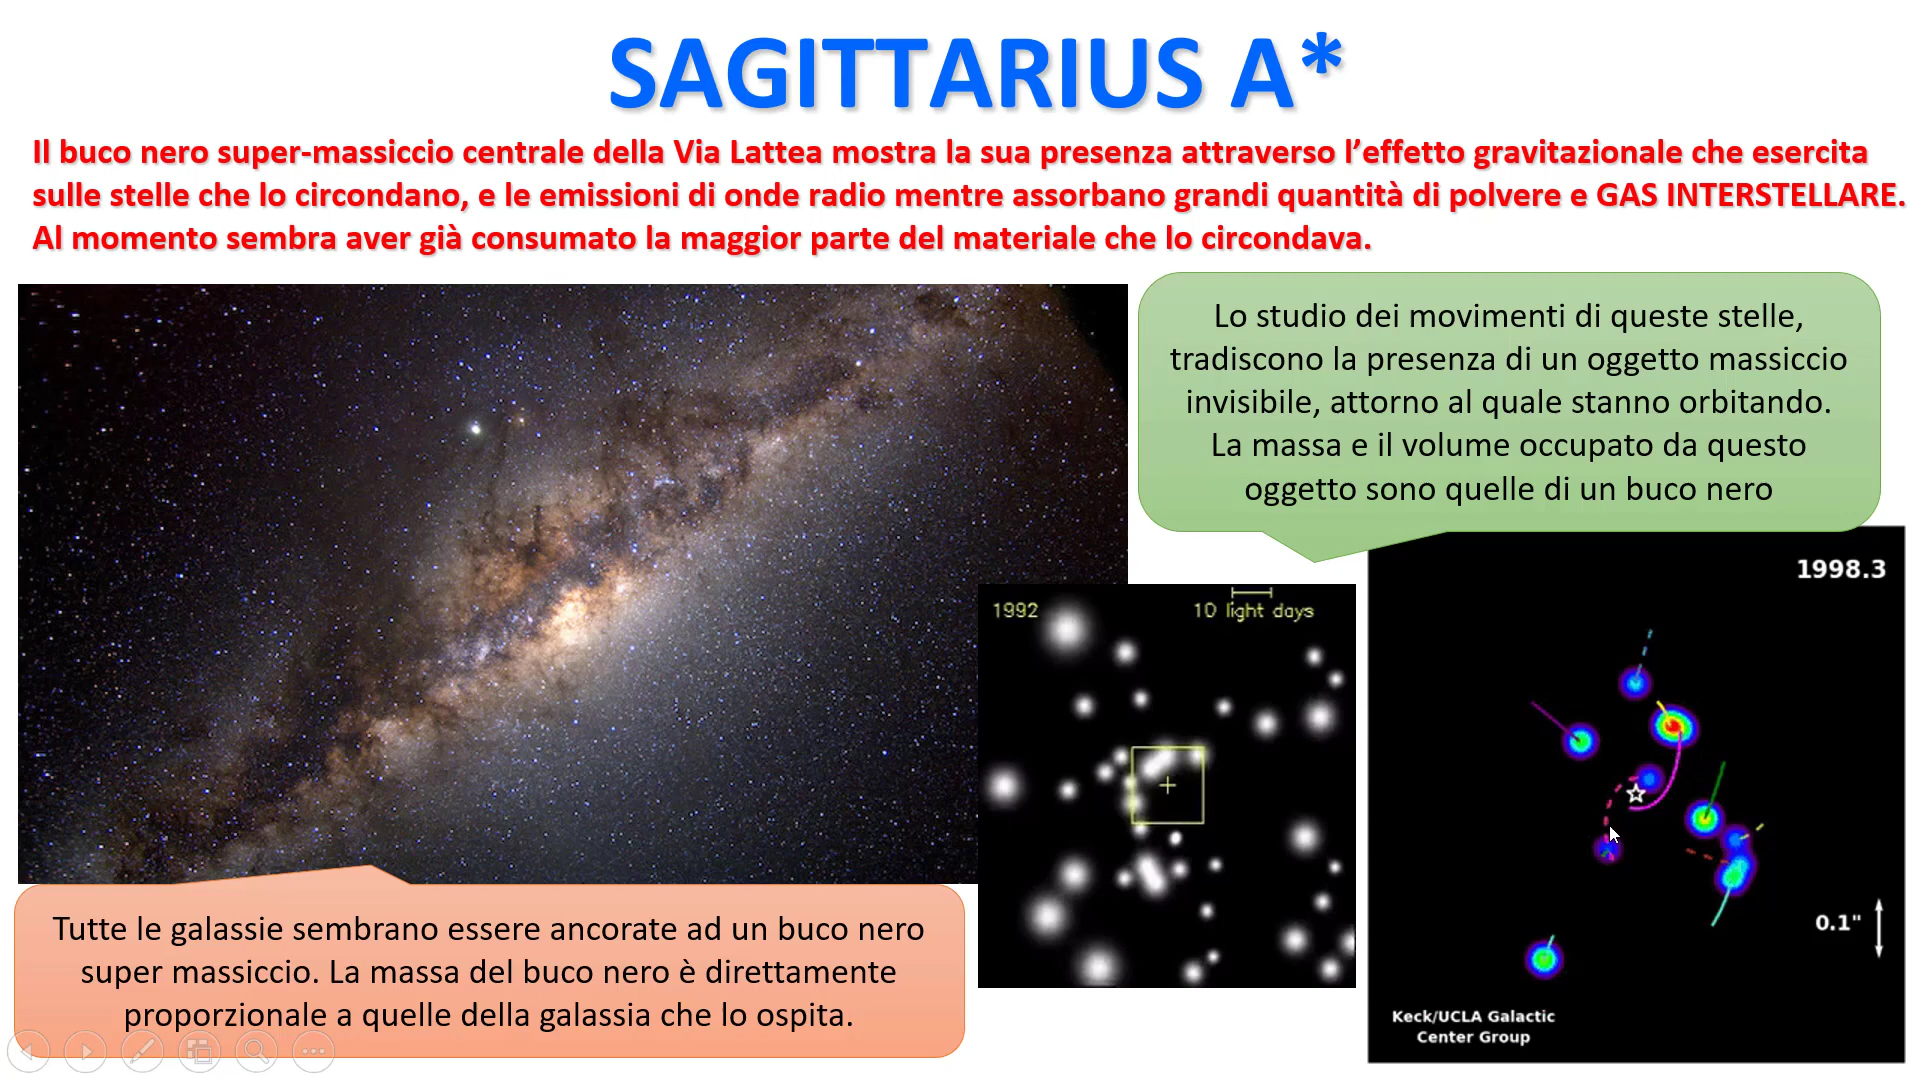 SAGITTARIUS A*
Il buco nero super-massiccio centrale della Via Lattea mostra la sua presenza attraverso l’effetto gravitazionale che esercita
sulle stelle che lo circondano, e le emissioni di onde radio mentre assorbano grandi quantità di polvere e GAS INTERSTELLARE.
Al momento sembra aver già consumato la maggior parte del materiale che lo circondava.
Lo studio dei movimenti di queste stelle,
tradiscono la presenza di un oggetto massiccio
invisibile, attorno al quale stanno orbitando.
La massa e il volume occupato da questo
oggetto sono quelle di un buco nero
1992
10 light days
1998.3
0.1"
Keck/UCLA Galactic
Center Group
Tutte le galassie sembrano essere ancorate ad un buco nero
super massiccio. La massa del buco nero è direttamente
proporzionale a quelle della galassia che lo ospita.